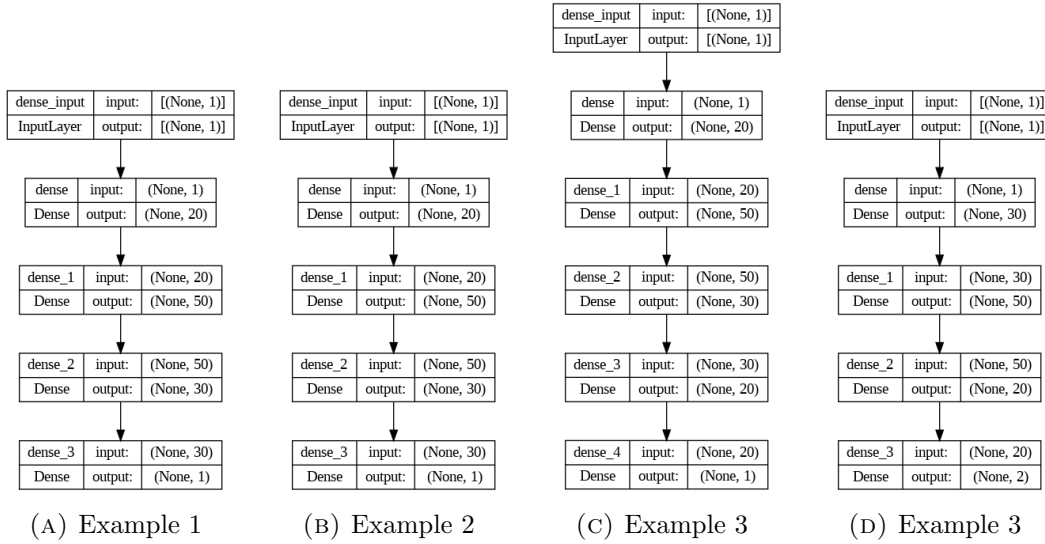 dense_input input: [(None, 1)]
InputLayer output: [(None, 1)]
dense input: (None, 1)
Dense output: (None, 20)
dense_1 input: (None, 20)
Dense output: (None, 50)
dense_2 input: (None, 50)
Dense output: (None, 30)
dense_3 input: (None, 30)
Dense output: (None, 1)
(A) Example 1
dense_input input: [(None, 1)]
InputLayer output: [(None, 1)]
dense input: (None, 1)
Dense output: (None, 20)
dense_1 input: (None, 20)
Dense output: (None, 50)
dense_2 input: (None, 50)
Dense output: (None, 30)
dense_3 input: (None, 30)
Dense output: (None, 1)
(B) Example 2
dense_input input: [(None, 1)]
InputLayer output: [(None, 1)]
dense input: (None, 1)
Dense output: (None, 20)
dense_1 input: (None, 20)
Dense output: (None, 50)
dense_2 input: (None, 50)
Dense output: (None, 30)
dense_3 input: (None, 30)
Dense output: (None, 20)
dense_4 input: (None, 20)
Dense output: (None, 1)
(C) Example 3
dense_input input: [(None, 1)]
InputLayer output: [(None, 1)]
dense input: (None, 1)
Dense output: (None, 30)
dense_1 input: (None, 30)
Dense output: (None, 50)
dense_2 input: (None, 50)
Dense output: (None, 20)
dense_3 input: (None, 20)
Dense output: (None, 2)
(D) Example 3